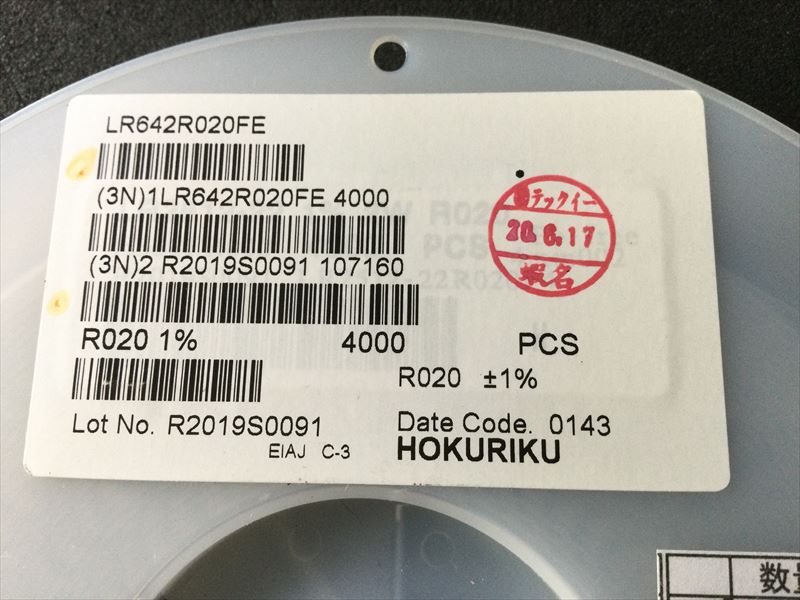 LR642R020FE
(3N)1LR642R020FE 4000
(3N)2 R2019S0091 107160
R020 1% 4000 PCS
R020 ±1%
Lot No. R2019S0091 Date Code. 0143
EIAJ C-3 HOKURIKU
テックイー
20.6.17
蝦名
数量